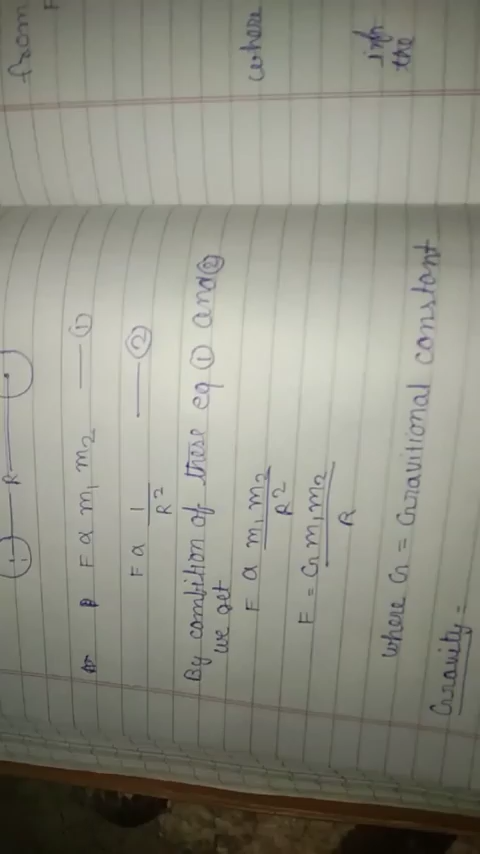 R
F α m₁ m₂ —— ①
F α 1/R² —— ②
By combition of these eq ① and ②
we get
F α m₁ m₂/R²
F = G m₁ m₂/R
where G = Gravitional constant
Gravity =
from
F
where
the